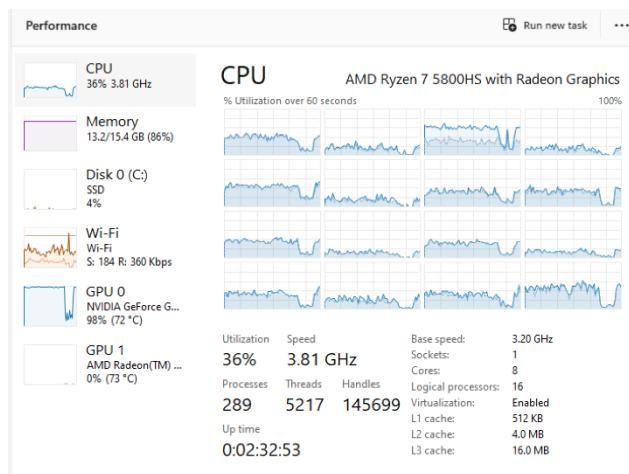 Performance
Run new task
CPU
36% 3.81 GHz
Memory
13.2/15.4 GB (86%)
Disk 0 (C:)
SSD
4%
Wi-Fi
Wi-Fi
S: 184 R: 360 Kbps
GPU 0
NVIDIA GeForce G...
98% (72 °C)
GPU 1
AMD Radeon(TM) ...
0% (73 °C)
CPU AMD Ryzen 7 5800HS with Radeon Graphics
% Utilization over 60 seconds 100%
Utilization Speed
36% 3.81 GHz
Processes Threads Handles
289 5217 145699
Up time
0:02:32:53
Base speed: 3.20 GHz
Sockets: 1
Cores: 8
Logical processors: 16
Virtualization: Enabled
L1 cache: 512 KB
L2 cache: 4.0 MB
L3 cache: 16.0 MB